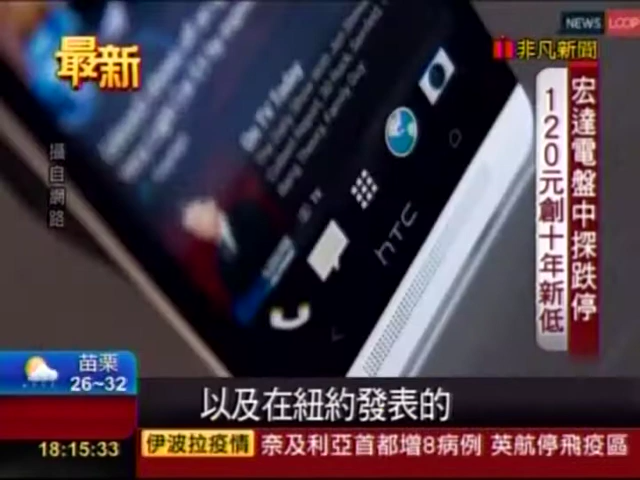 NEWS LOOP
最新
非凡新聞
宏達電盤中探跌停
120元創十年新低
攝自網路
On TV Today
hTC
苗栗
26~32
以及在紐約發表的
18:15:33
伊波拉疫情 奈及利亞首都增8病例 英航停飛疫區